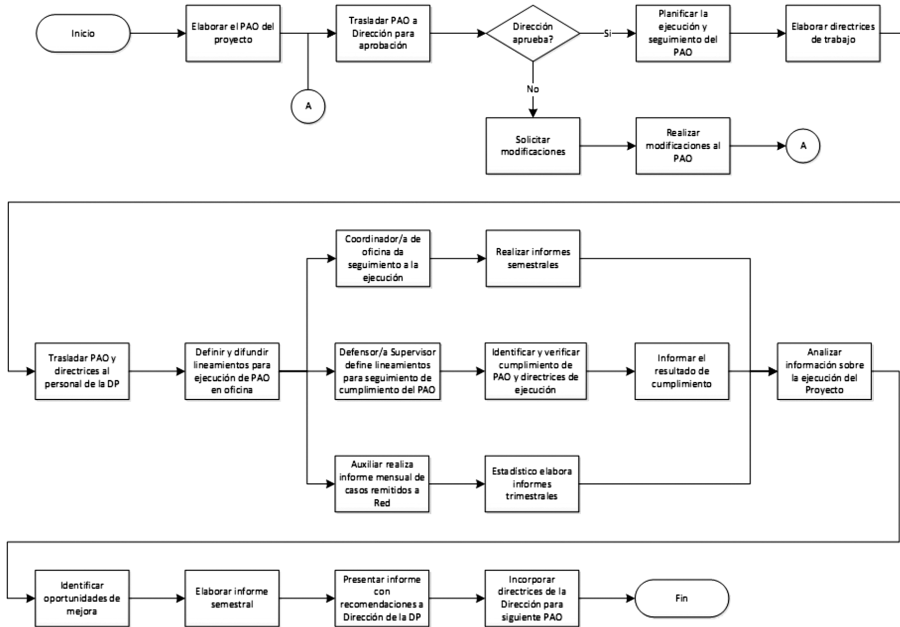 Inicio
Elaborar el PAO del
proyecto
Trasladar PAO a
Dirección para
aprobación
Dirección
aprueba?
Si
Planificar la
ejecución y
seguimiento del
PAO
Elaborar directrices
de trabajo
A
No
Solicitar
modificaciones
Realizar
modificaciones al
PAO
A
Coordinador/a de
oficina da
seguimiento a la
ejecución
Realizar informes
semestrales
Trasladar PAO y
directrices al
personal de la DP
Definir y difundir
lineamientos para
ejecución de PAO
en oficina
Defensor/a Supervisor
define lineamientos
para seguimiento de
cumplimiento del PAO
Identificar y verificar
cumplimiento de
PAO y directrices de
ejecución
Informar el
resultado de
cumplimiento
Analizar
información sobre
la ejecución del
Proyecto
Auxiliar realiza
informe mensual de
casos remitidos a
Red
Estadístico elabora
informes
trimestrales
Identificar
oportunidades de
mejora
Elaborar informe
semestral
Presentar informe
con
recomendaciones a
Dirección de la DP
Incorporar
directrices de la
Dirección para
siguiente PAO
Fin